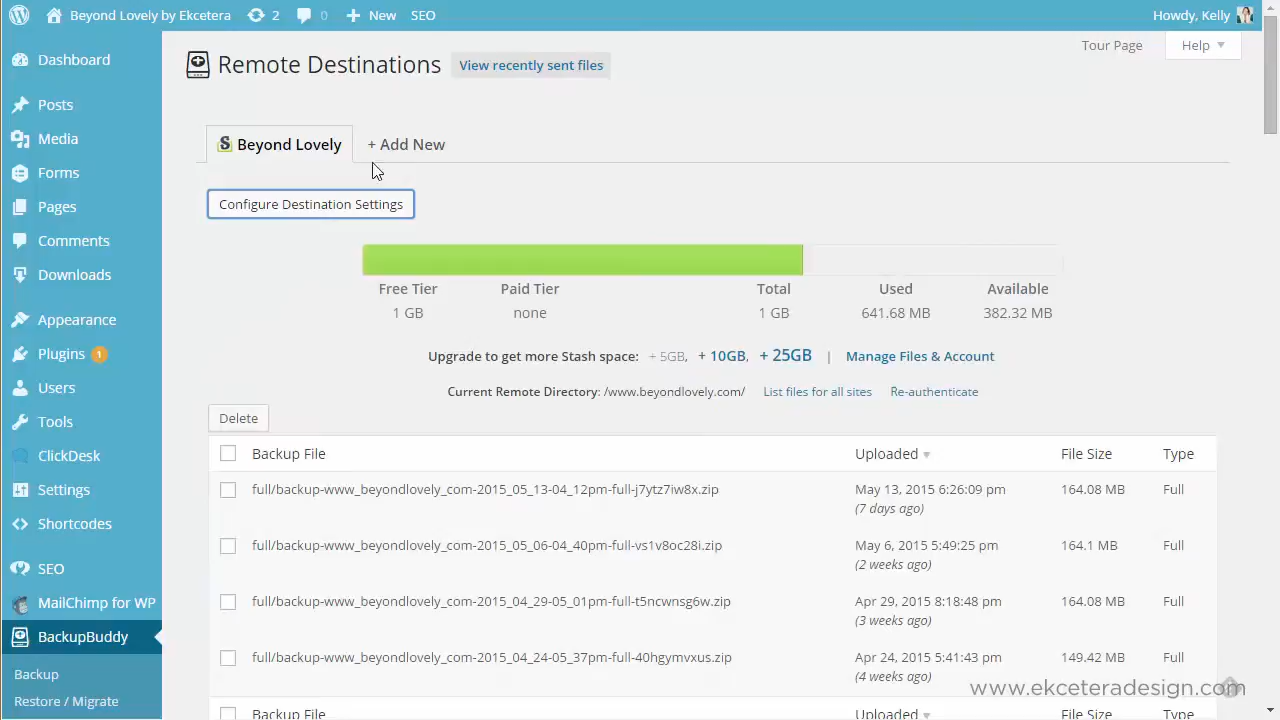 Beyond Lovely by Ekcetera 2 0 New SEO Howdy, Kelly
Dashboard
Posts
Media
Forms
Pages
Comments
Downloads
Appearance
Plugins 1
Users
Tools
ClickDesk
Settings
Shortcodes
SEO
MailChimp for WP
BackupBuddy
Backup
Restore / Migrate
Tour Page Help
Remote Destinations View recently sent files
Beyond Lovely + Add New
Configure Destination Settings
Free Tier Paid Tier Total Used Available
1 GB none 1 GB 641.68 MB 382.32 MB
Upgrade to get more Stash space: + 5GB, + 10GB, + 25GB | Manage Files & Account
Current Remote Directory: /www.beyondlovely.com/ List files for all sites Re-authenticate
Delete
Backup File Uploaded File Size Type
full/backup-www_beyondlovely_com-2015_05_13-04_12pm-full-j7ytz7iw8x.zip May 13, 2015 6:26:09 pm 164.08 MB Full
(7 days ago)
full/backup-www_beyondlovely_com-2015_05_06-04_40pm-full-vs1v8oc28i.zip May 6, 2015 5:49:25 pm 164.1 MB Full
(2 weeks ago)
full/backup-www_beyondlovely_com-2015_04_29-05_01pm-full-t5ncwnsg6w.zip Apr 29, 2015 8:18:48 pm 164.08 MB Full
(3 weeks ago)
full/backup-www_beyondlovely_com-2015_04_24-05_37pm-full-40hgymvxus.zip Apr 24, 2015 5:41:43 pm 149.42 MB Full
(4 weeks ago)
www.ekceteradesign.com
Backup File Uploaded File Size Type